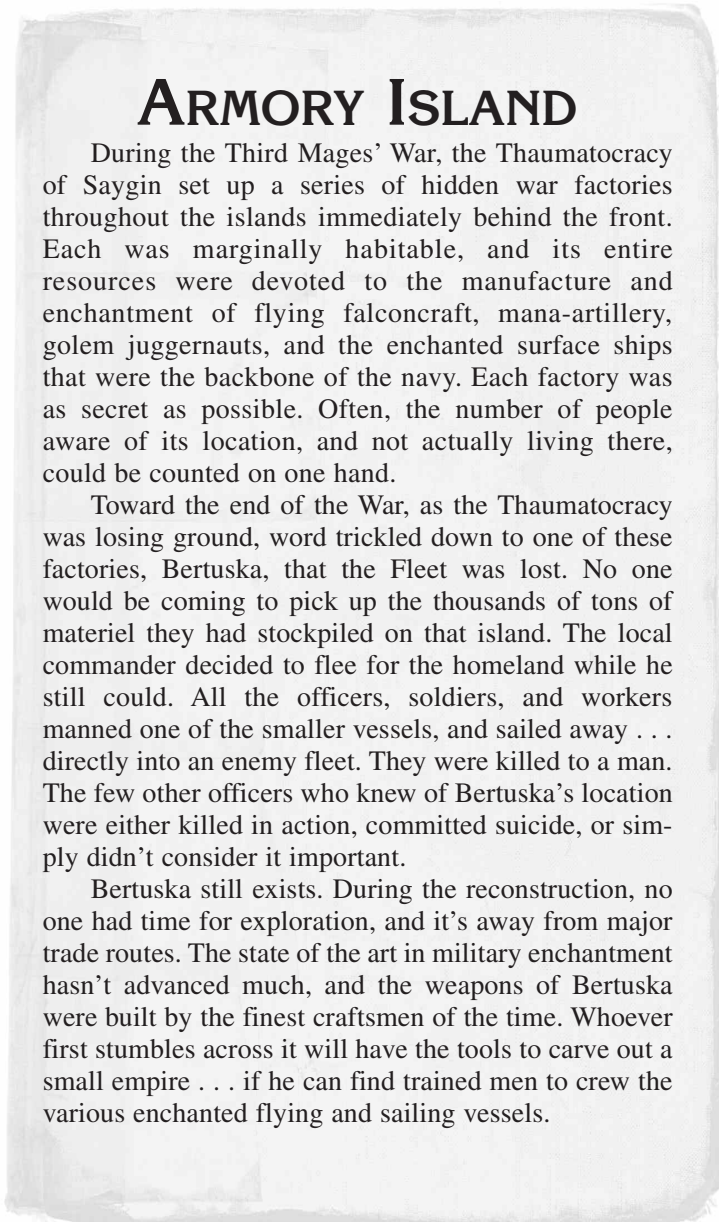 ARMORY ISLAND
During the Third Mages’ War, the Thaumatocracy
of Saygin set up a series of hidden war factories
throughout the islands immediately behind the front.
Each was marginally habitable, and its entire
resources were devoted to the manufacture and
enchantment of flying falconcraft, mana-artillery,
golem juggernauts, and the enchanted surface ships
that were the backbone of the navy. Each factory was
as secret as possible. Often, the number of people
aware of its location, and not actually living there,
could be counted on one hand.
Toward the end of the War, as the Thaumatocracy
was losing ground, word trickled down to one of these
factories, Bertuska, that the Fleet was lost. No one
would be coming to pick up the thousands of tons of
materiel they had stockpiled on that island. The local
commander decided to flee for the homeland while he
still could. All the officers, soldiers, and workers
manned one of the smaller vessels, and sailed away . . .
directly into an enemy fleet. They were killed to a man.
The few other officers who knew of Bertuska’s location
were either killed in action, committed suicide, or sim-
ply didn’t consider it important.
Bertuska still exists. During the reconstruction, no
one had time for exploration, and it’s away from major
trade routes. The state of the art in military enchantment
hasn’t advanced much, and the weapons of Bertuska
were built by the finest craftsmen of the time. Whoever
first stumbles across it will have the tools to carve out a
small empire . . . if he can find trained men to crew the
various enchanted flying and sailing vessels.